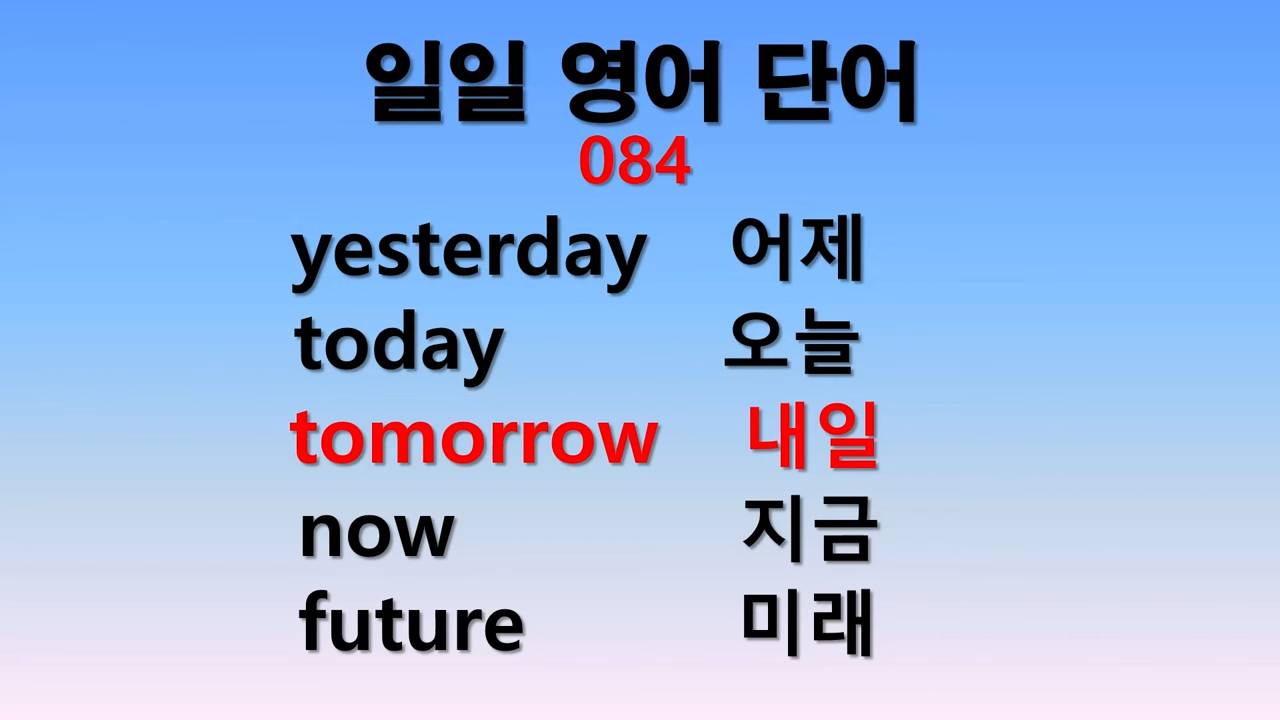 일일 영어 단어
084
yesterday 어제
today 오늘
tomorrow 내일
now 지금
future 미래